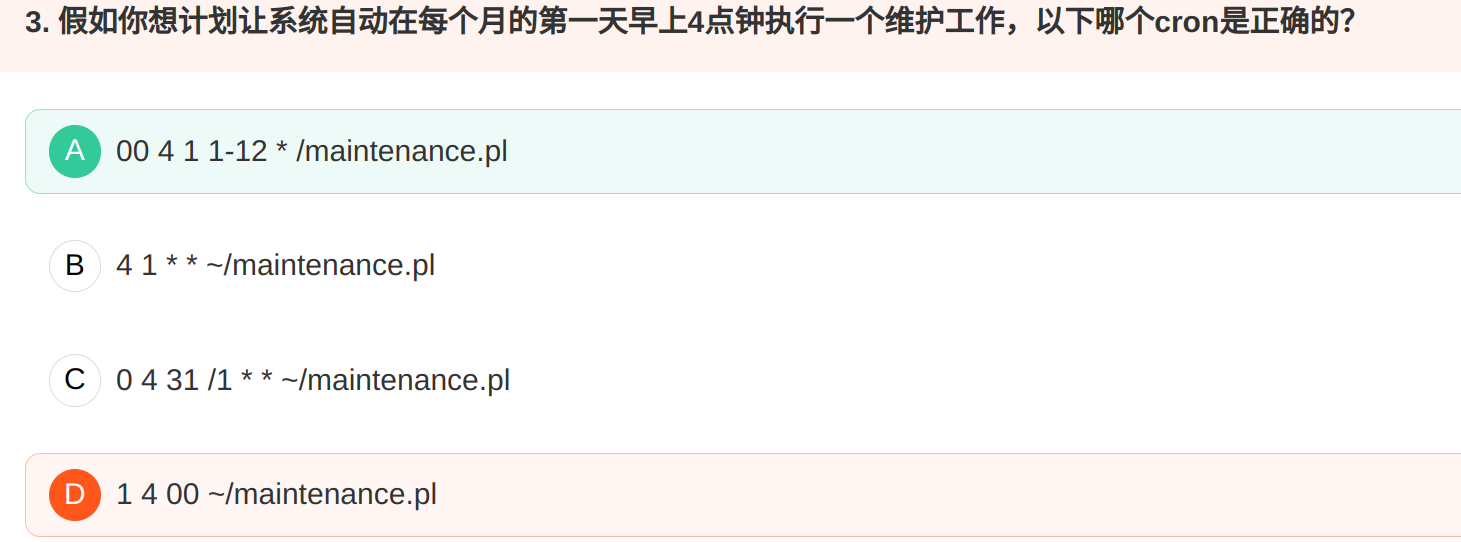 3. 假如你想计划让系统自动在每个月的第一天早上4点钟执行一个维护工作，以下哪个cron是正确的？
A 00 4 1 1-12 * /maintenance.pl
B 4 1 * * ~/maintenance.pl
C 0 4 31 /1 * * ~/maintenance.pl
D 1 4 00 ~/maintenance.pl